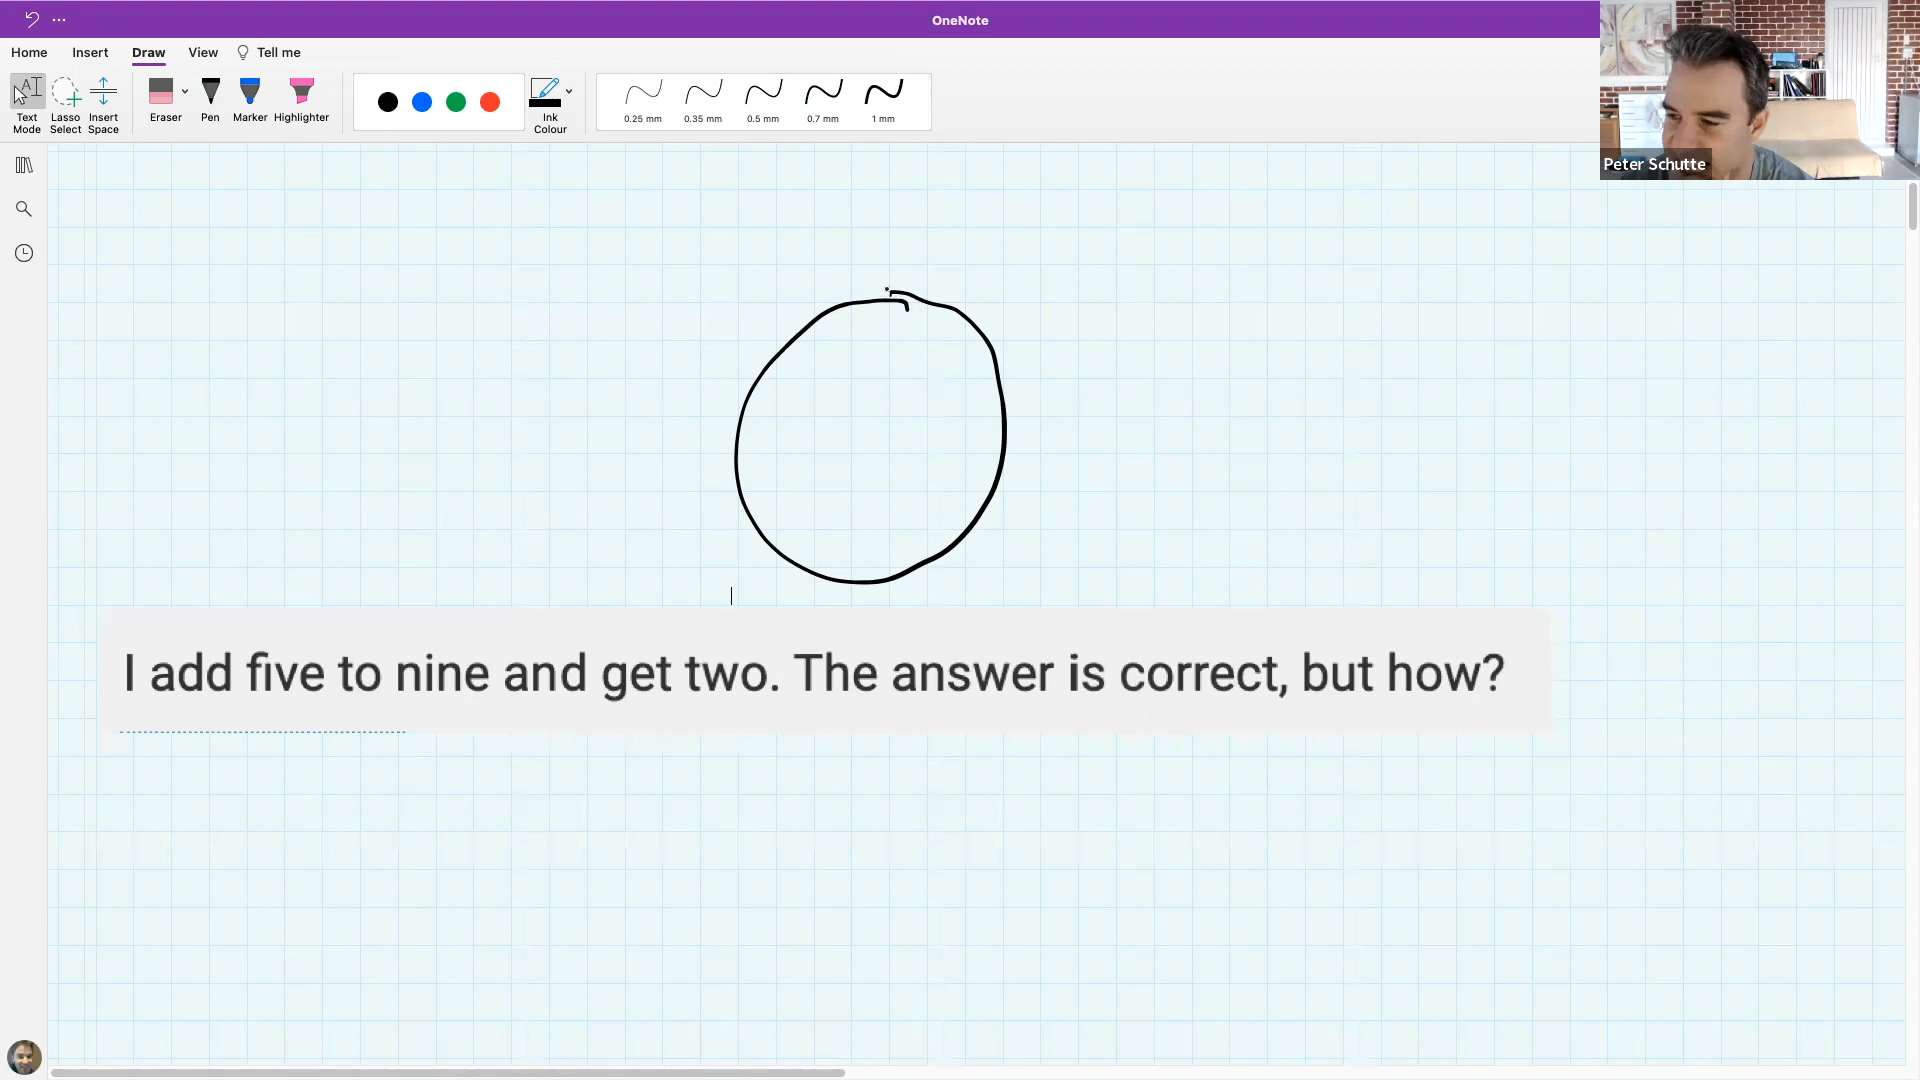 OneNote
Home Insert Draw View Tell me
Text Mode
Lasso Select
Insert Space
Eraser
Pen
Marker
Highlighter
Ink Colour
0.25 mm
0.35 mm
0.5 mm
0.7 mm
1 mm
Peter Schutte
I add five to nine and get two. The answer is correct, but how?